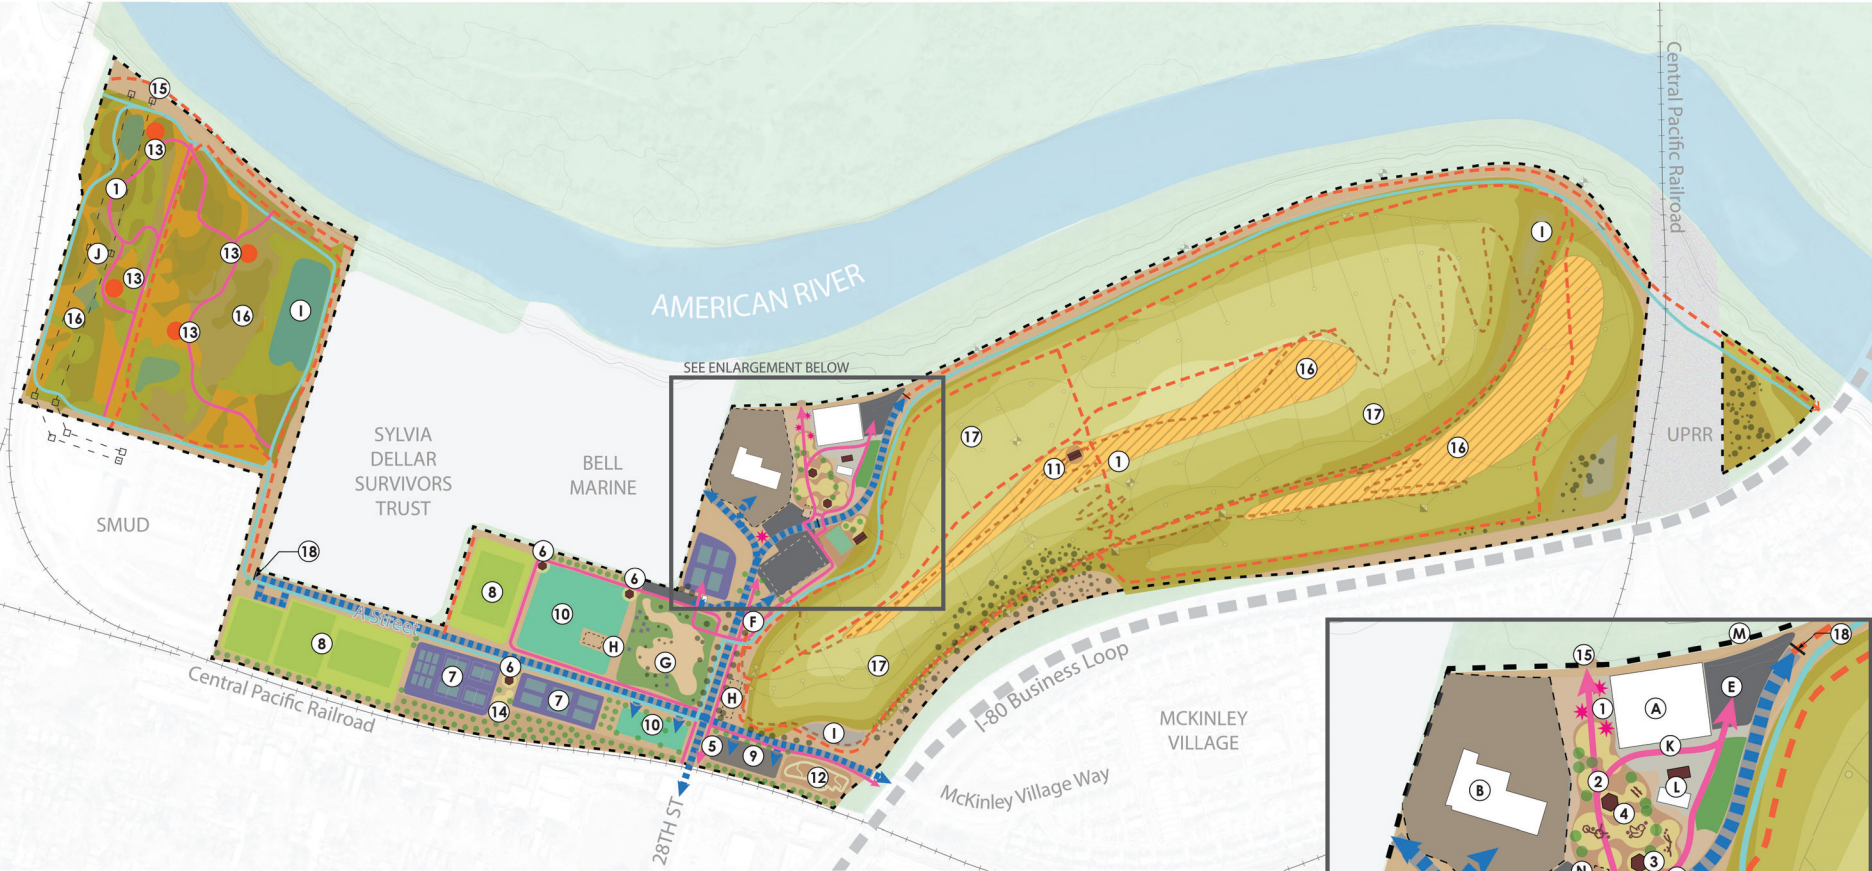 15
13
1
J
13
13
16
16
I
13
SMUD
SYLVIA
DELLAR
SURVIVORS
TRUST
BELL
MARINE
AMERICAN RIVER
SEE ENLARGEMENT BELOW
Central Pacific Railroad
I
16
17
17
16
11
1
UPRR
18
6
6
8
10
8
H
G
F
A Street
7
6
7
14
10
H
5
9
I
12
17
Central Pacific Railroad
28TH ST
I-80 Business Loop
McKinley Village Way
MCKINLEY
VILLAGE
15
M
18
1
A
E
K
2
L
B
4
3
N